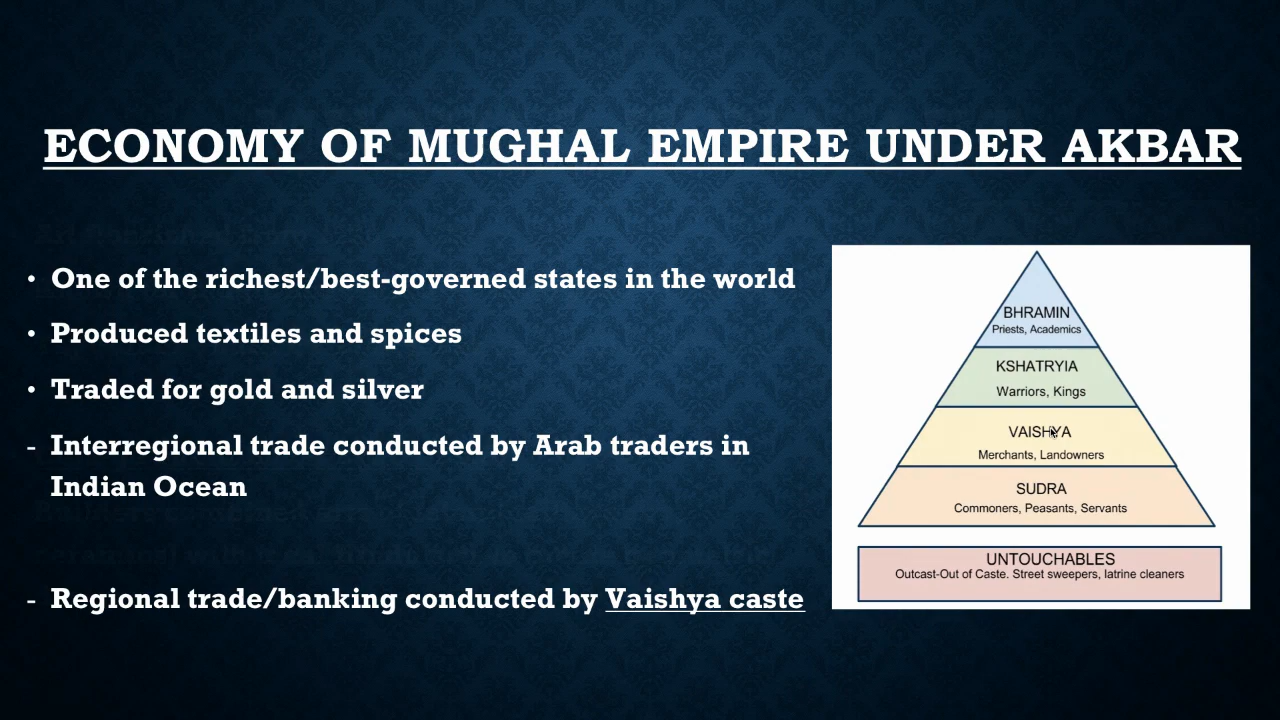 ECONOMY OF MUGHAL EMPIRE UNDER AKBAR
• One of the richest/best-governed states in the world
• Produced textiles and spices
• Traded for gold and silver
- Interregional trade conducted by Arab traders in
Indian Ocean
- Regional trade/banking conducted by Vaishya caste
BHRAMIN
Priests, Academics
KSHATRYIA
Warriors, Kings
VAISHYA
Merchants, Landowners
SUDRA
Commoners, Peasants, Servants
UNTOUCHABLES
Outcast-Out of Caste. Street sweepers, latrine cleaners